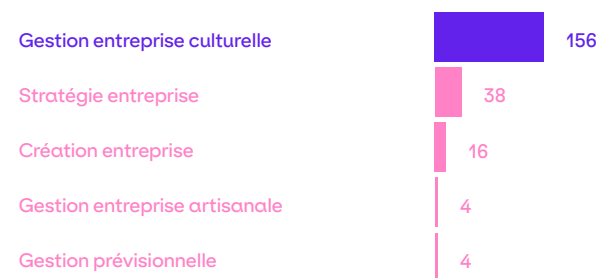 Gestion entreprise culturelle 156
Stratégie entreprise 38
Création entreprise 16
Gestion entreprise artisanale 4
Gestion prévisionnelle 4